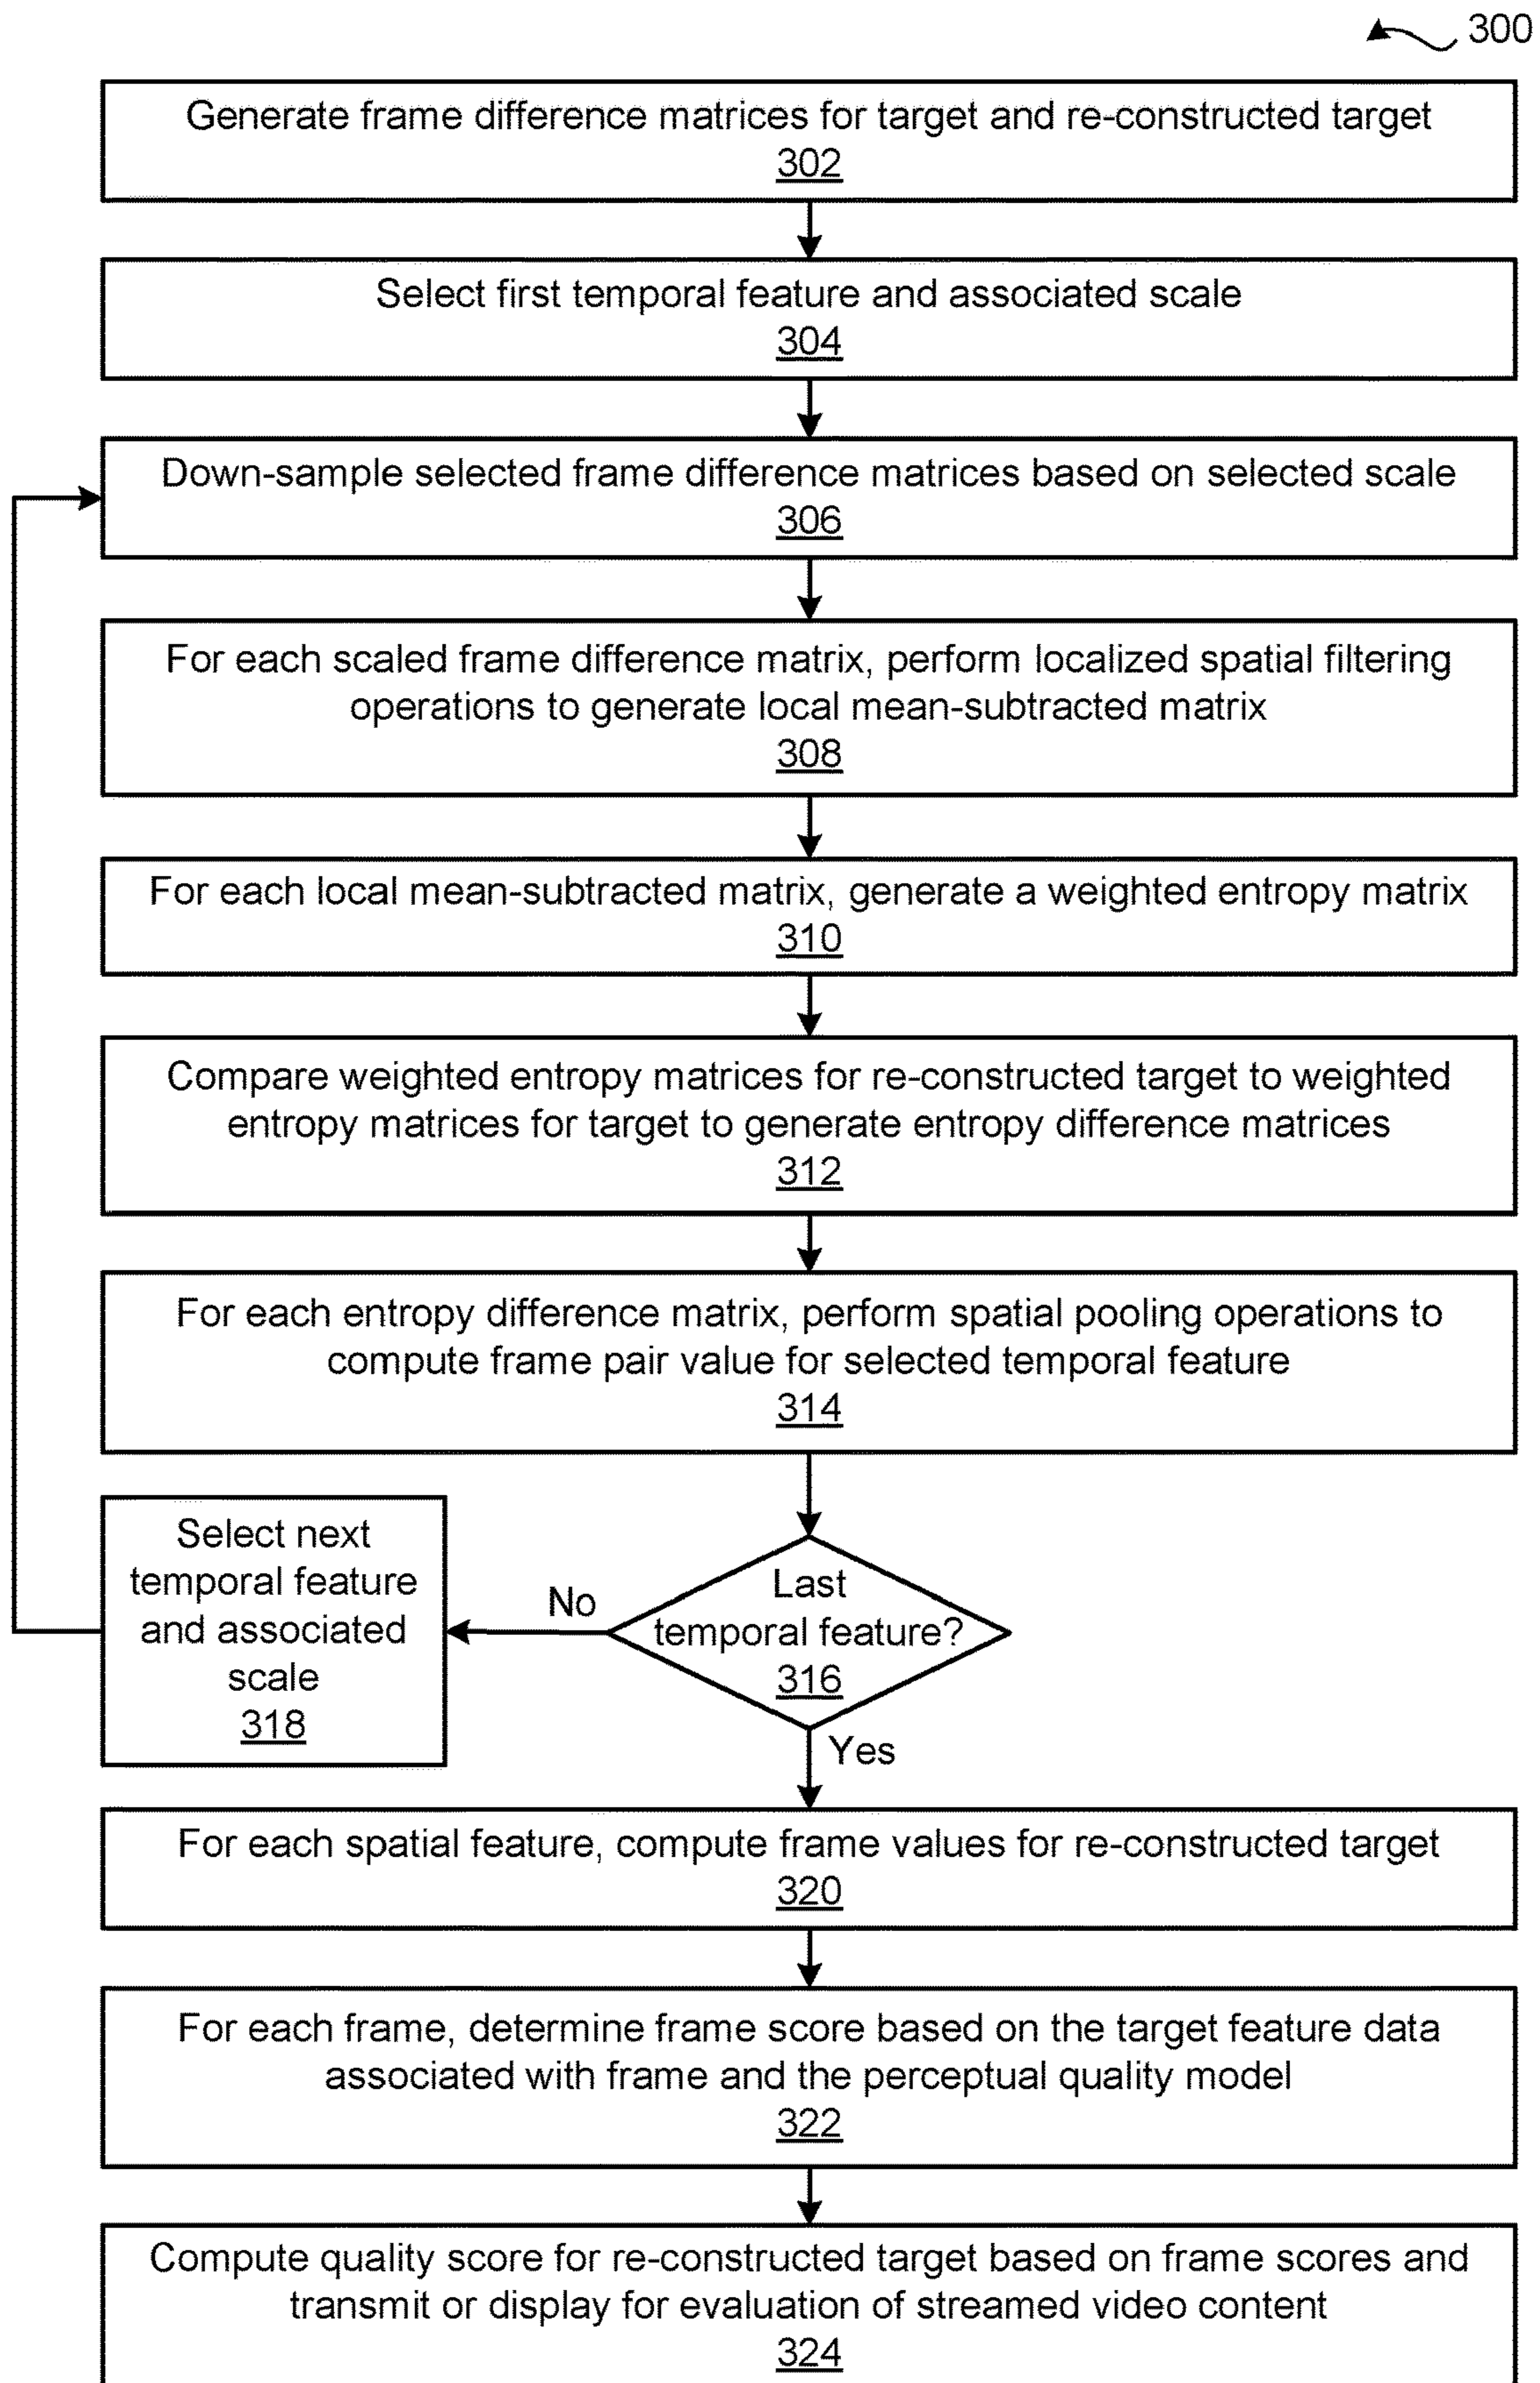 300
Generate frame difference matrices for target and re-constructed target
302
Select first temporal feature and associated scale
304
Down-sample selected frame difference matrices based on selected scale
306
For each scaled frame difference matrix, perform localized spatial filtering
operations to generate local mean-subtracted matrix
308
For each local mean-subtracted matrix, generate a weighted entropy matrix
310
Compare weighted entropy matrices for re-constructed target to weighted
entropy matrices for target to generate entropy difference matrices
312
For each entropy difference matrix, perform spatial pooling operations to
compute frame pair value for selected temporal feature
314
Last
temporal feature?
316
No
Select next
temporal feature
and associated
scale
318
Yes
For each spatial feature, compute frame values for re-constructed target
320
For each frame, determine frame score based on the target feature data
associated with frame and the perceptual quality model
322
Compute quality score for re-constructed target based on frame scores and
transmit or display for evaluation of streamed video content
324